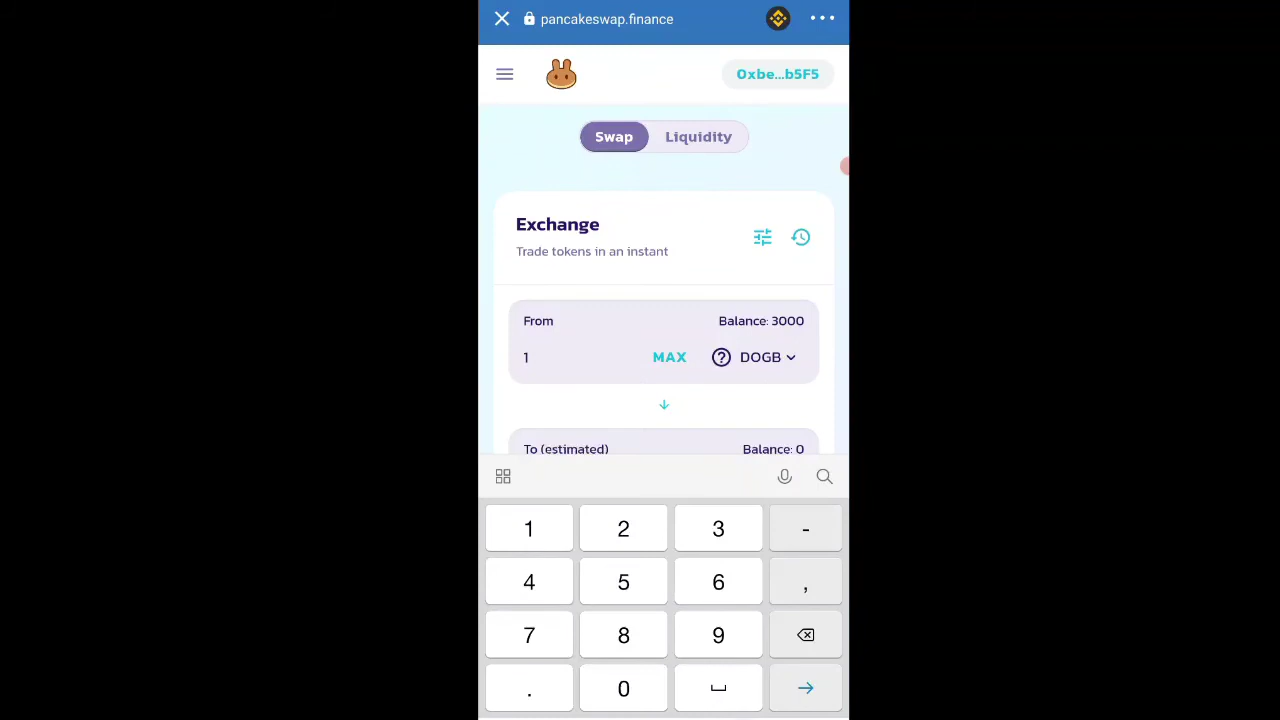 pancakeswap.finance
0xbe...b5F5
Swap Liquidity
Exchange
Trade tokens in an instant
From Balance: 3000
1 MAX DOGB
To (estimated) Balance: 0
1 2 3 -
4 5 6 ,
7 8 9
. 0